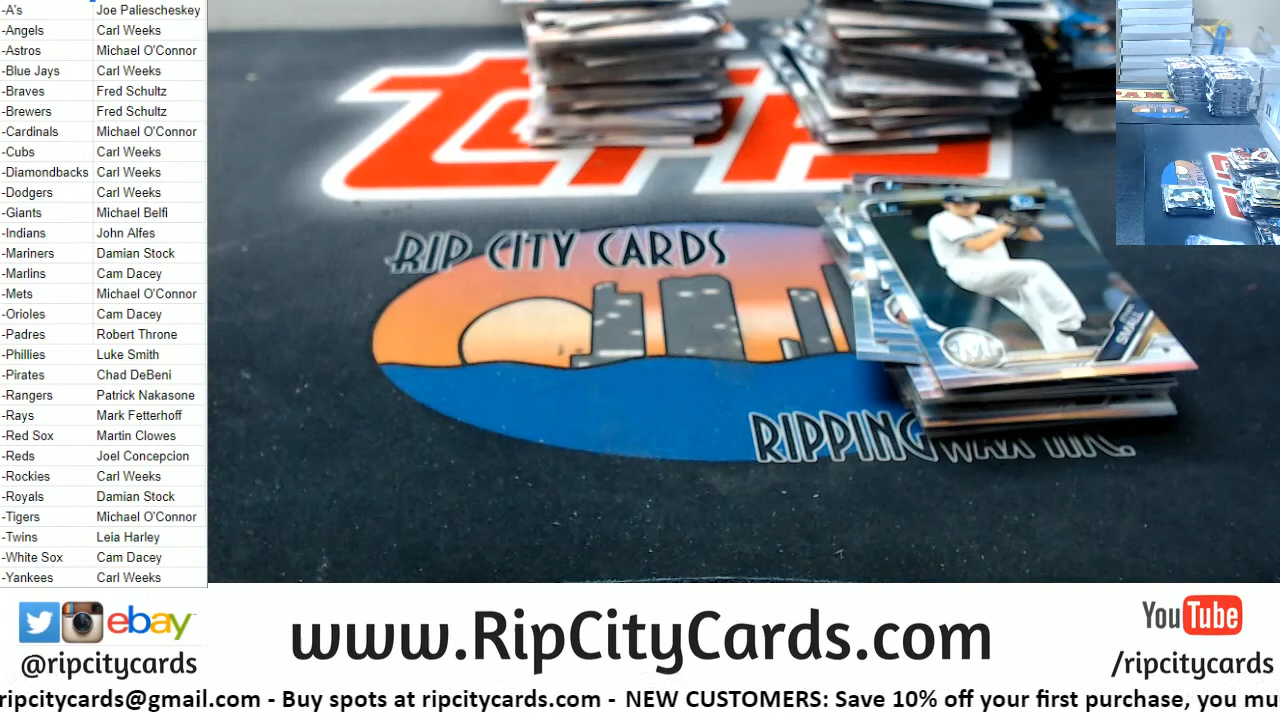 -A's Joe Paliescheskey
-Angels Carl Weeks
-Astros Michael O'Connor
-Blue Jays Carl Weeks
-Braves Fred Schultz
-Brewers Fred Schultz
-Cardinals Michael O'Connor
-Cubs Carl Weeks
-Diamondbacks Carl Weeks
-Dodgers Carl Weeks
-Giants Michael Belfi
-Indians John Alfes
-Mariners Damian Stock
-Marlins Cam Dacey
-Mets Michael O'Connor
-Orioles Cam Dacey
-Padres Robert Throne
-Phillies Luke Smith
-Pirates Chad DeBeni
-Rangers Patrick Nakasone
-Rays Mark Fetterhoff
-Red Sox Martin Clowes
-Reds Joel Concepcion
-Rockies Carl Weeks
-Royals Damian Stock
-Tigers Michael O'Connor
-Twins Leia Harley
-White Sox Cam Dacey
-Yankees Carl Weeks
RIP CITY CARDS
SMALL
M
RIPPING WAX
ebay
@ripcitycards
www.RipCityCards.com
YouTube
/ripcitycards
ripcitycards@gmail.com - Buy spots at ripcitycards.com - NEW CUSTOMERS: Save 10% off your first purchase, you mu